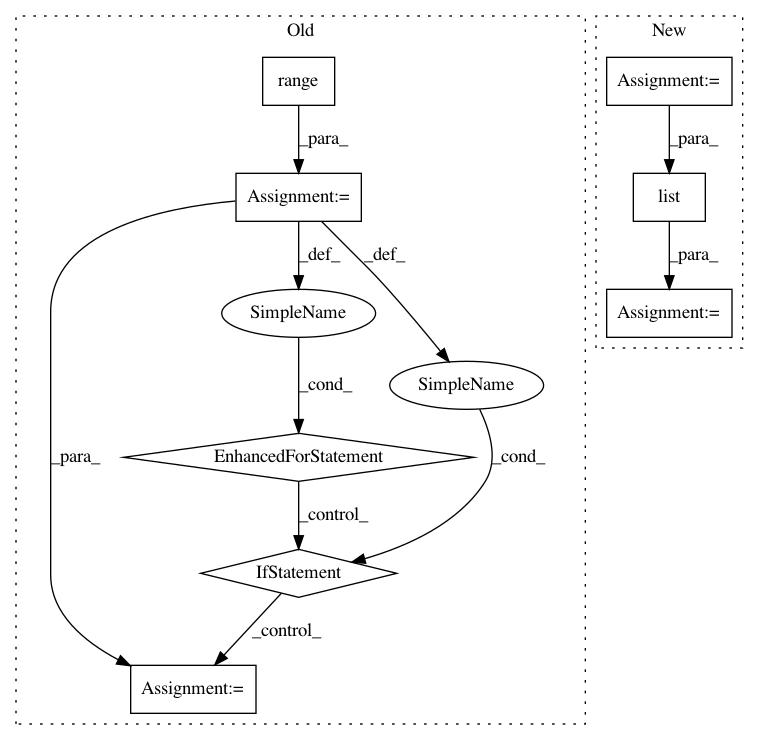 Old
New
range
Assignment:=
_para_
_para_
Assignment:=
list
_def_
_def_
_para_
SimpleName
Assignment:=
SimpleName
_cond_
EnhancedForStatement
_para_
_cond_
_control_
IfStatement
_control_
Assignment:=